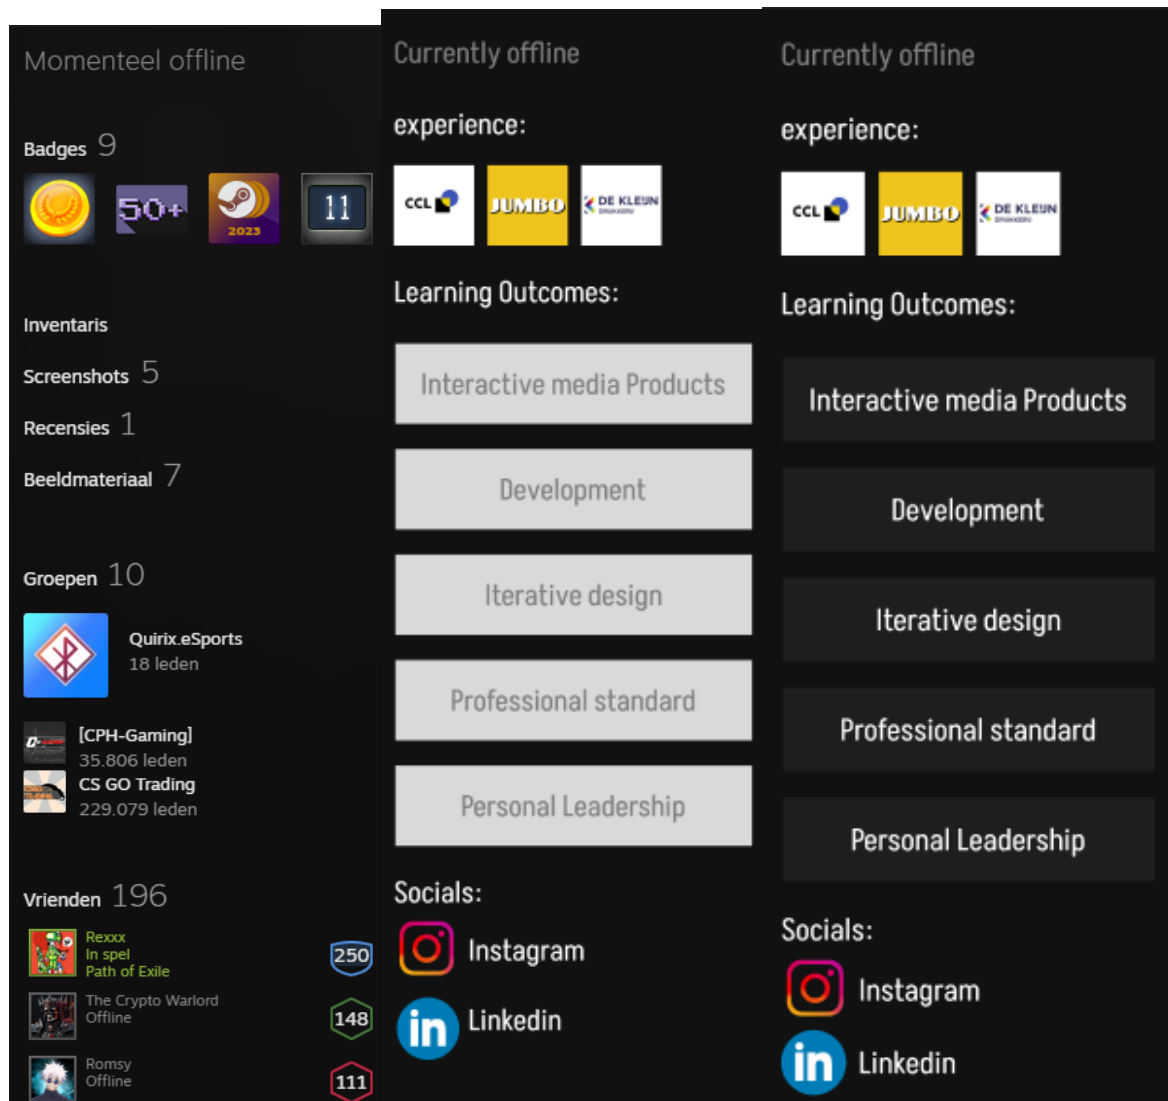 Momenteel offline
Badges 9
50+
2023
11
Inventaris
Screenshots 5
Recensies 1
Beeldmateriaal 7
Groepen 10
Quirix.eSports
18 leden
[CPH-Gaming]
35.806 leden
CS GO Trading
229.079 leden
Vrienden 196
Rexxx
In spel
Path of Exile
250
The Crypto Warlord
Offline
148
Romsy
Offline
111
Currently offline
experience:
CCL
JUMBO
DE KLEIJN
Learning Outcomes:
Interactive media Products
Development
Iterative design
Professional standard
Personal Leadership
Socials:
Instagram
in
Linkedin
Currently offline
experience:
CCL
JUMBO
DE KLEIJN
Learning Outcomes:
Interactive media Products
Development
Iterative design
Professional standard
Personal Leadership
Socials:
Instagram
in
Linkedin